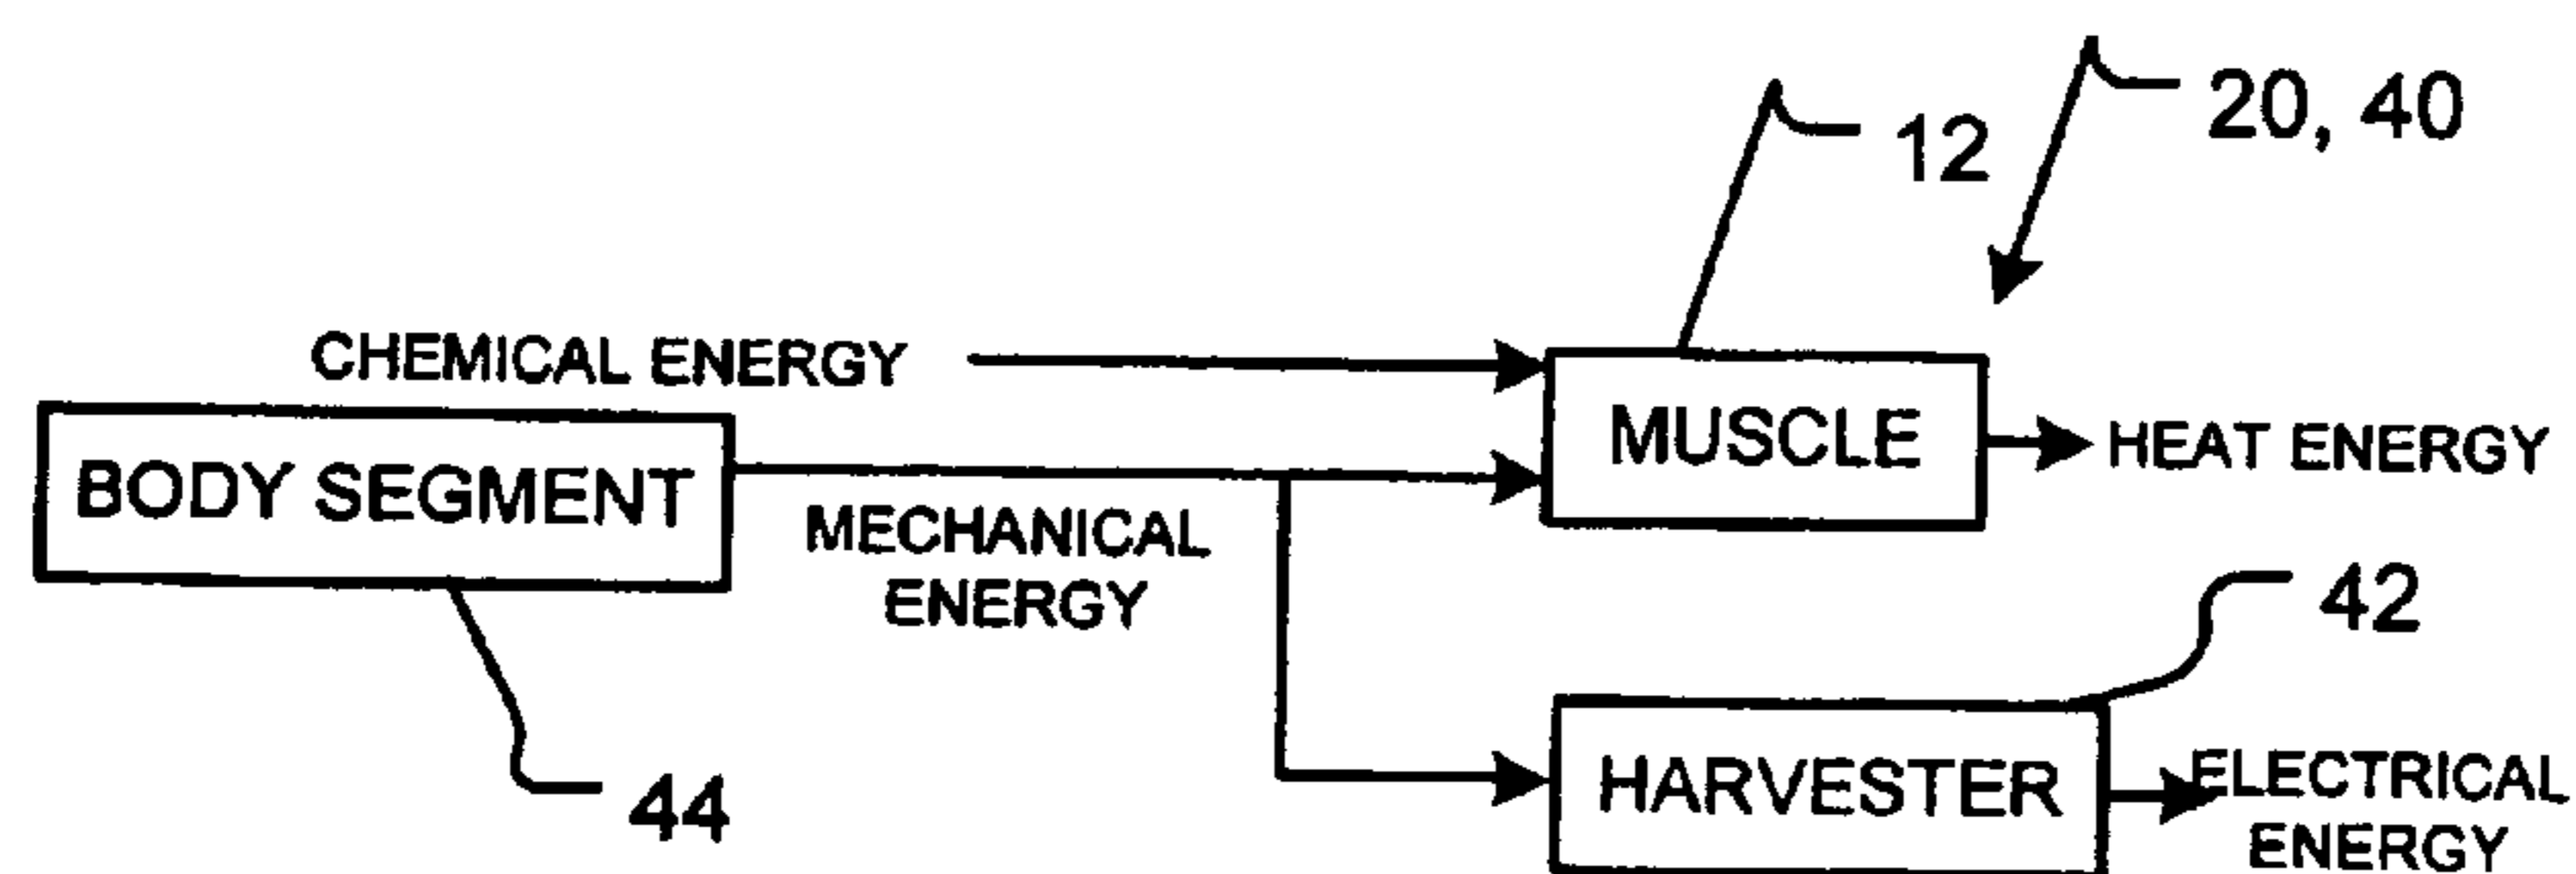 20, 40
12
CHEMICAL ENERGY
MUSCLE
HEAT ENERGY
BODY SEGMENT
MECHANICAL
ENERGY
42
44
HARVESTER
ELECTRICAL
ENERGY